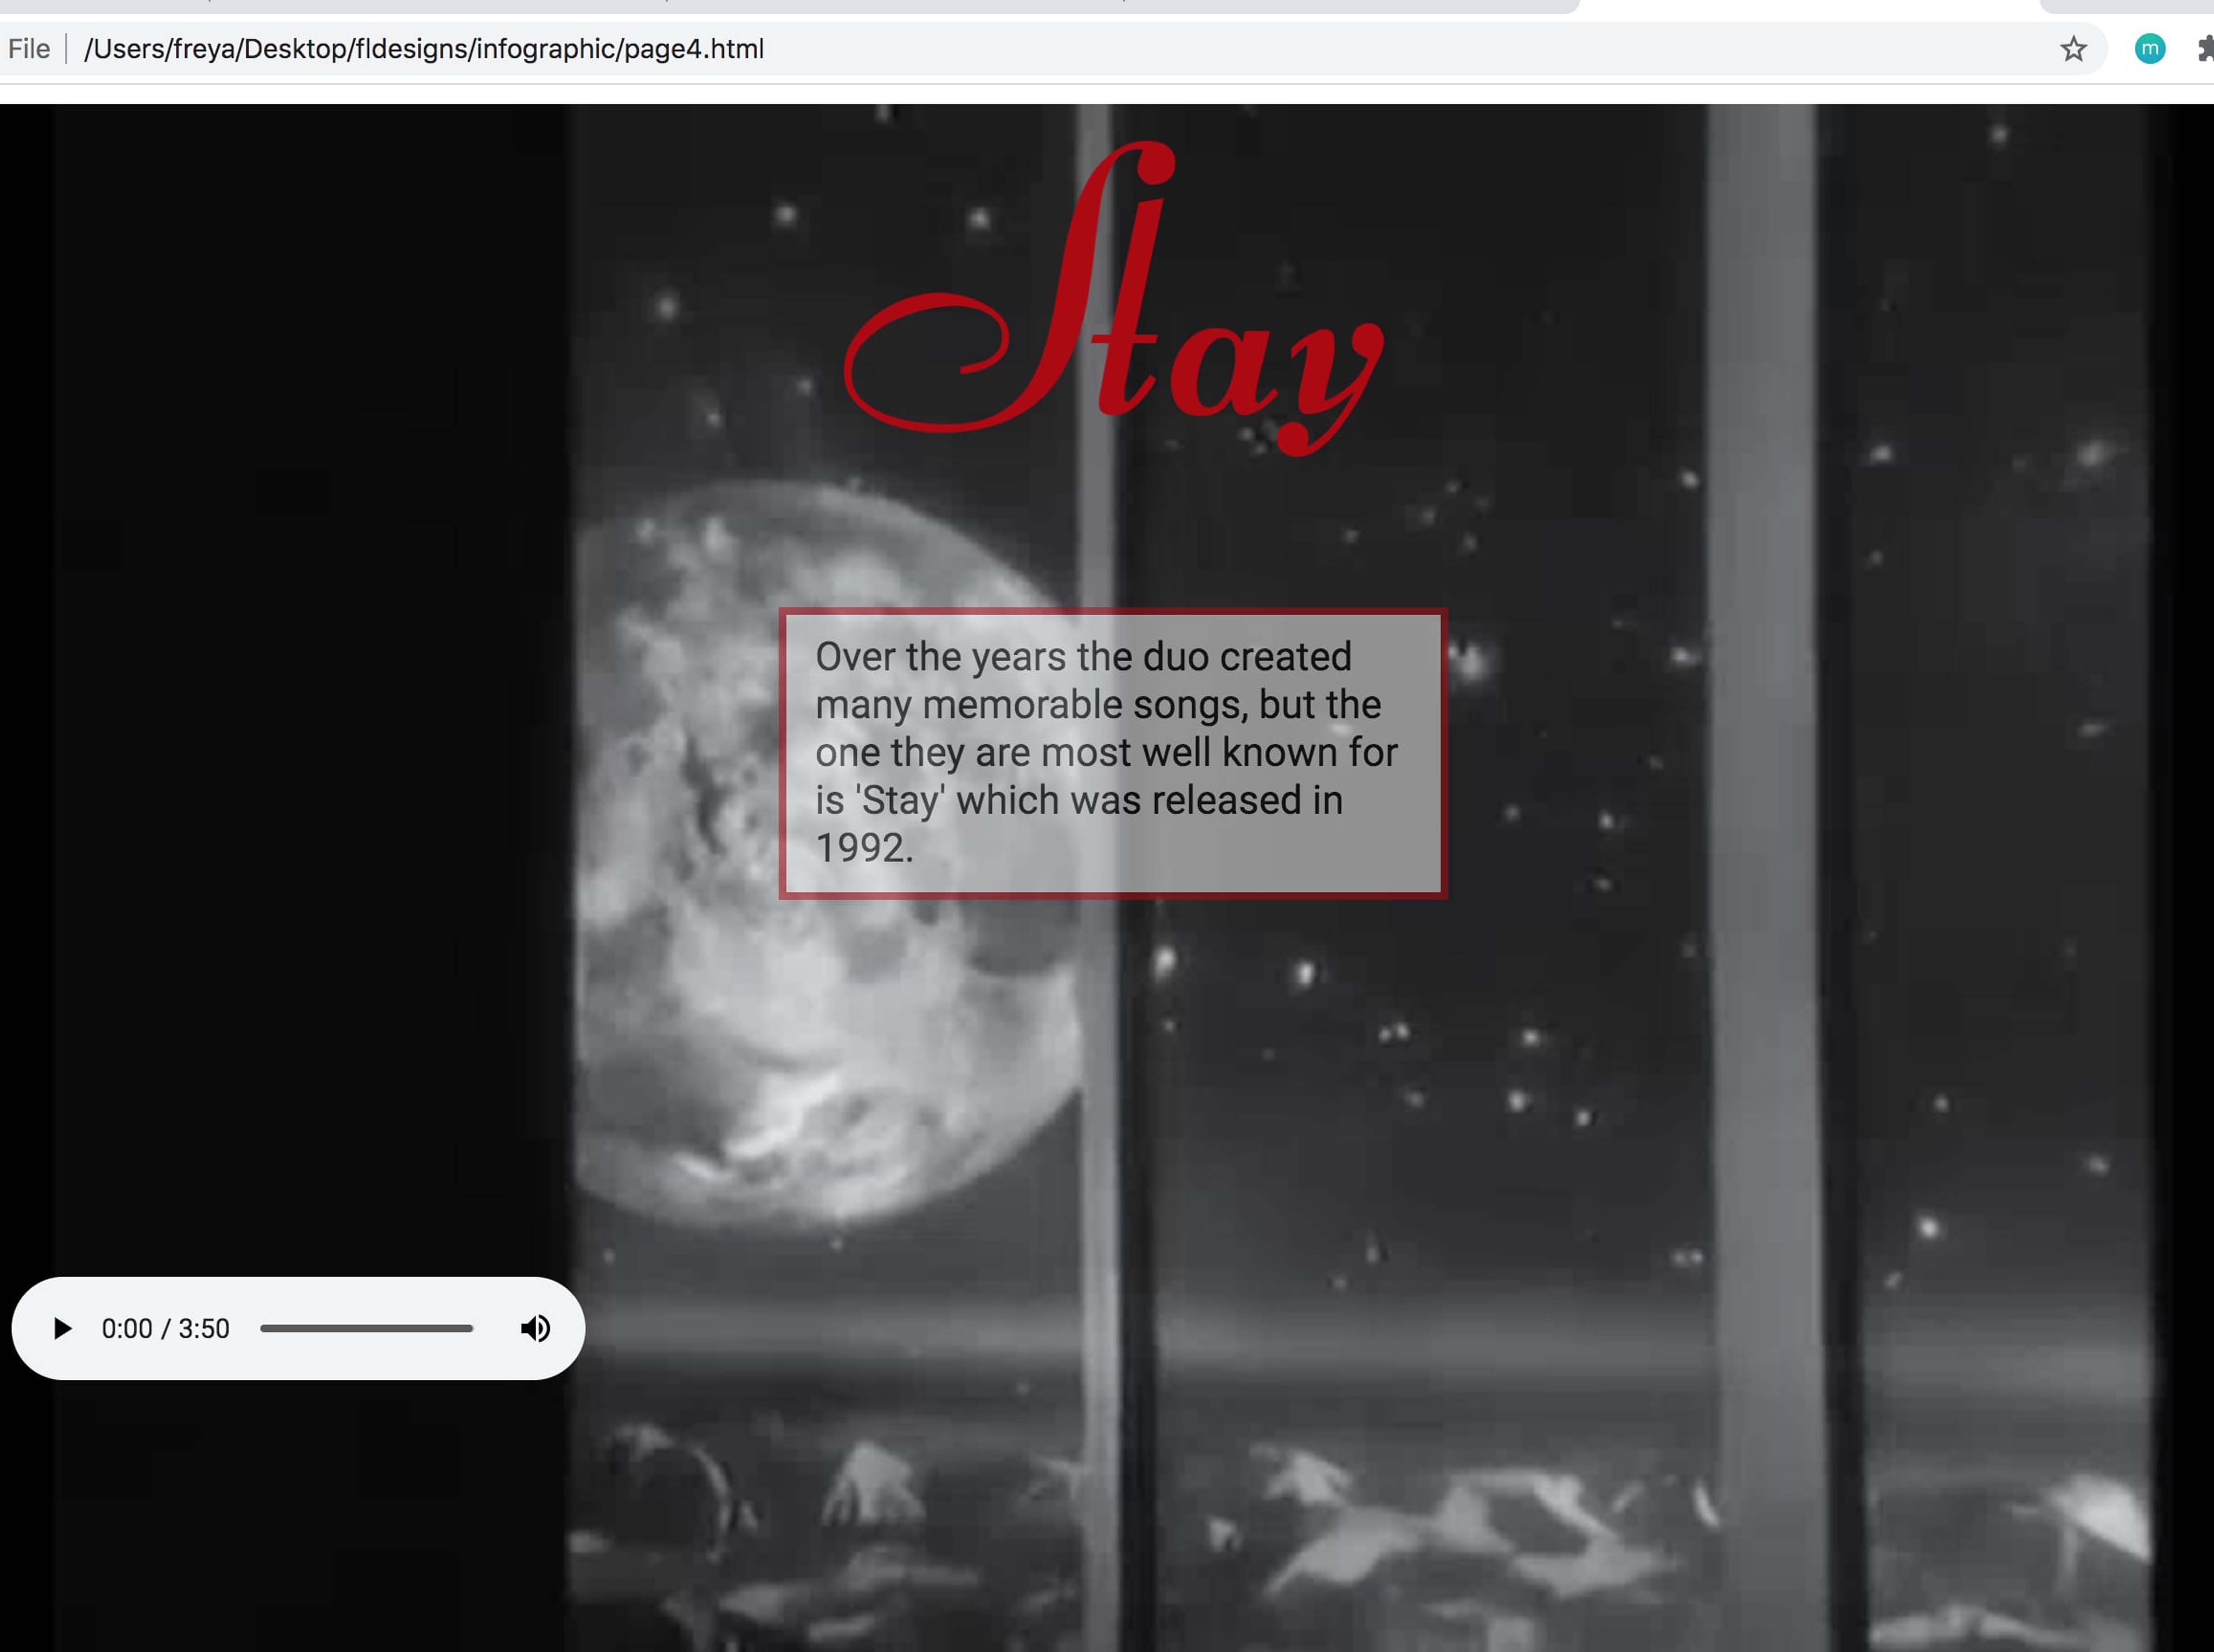 File
/Users/freya/Desktop/fldesigns/infographic/page4.html
m
Stay
Over the years the duo created
many memorable songs, but the
one they are most well known for
is 'Stay' which was released in
1992.
0:00 / 3:50